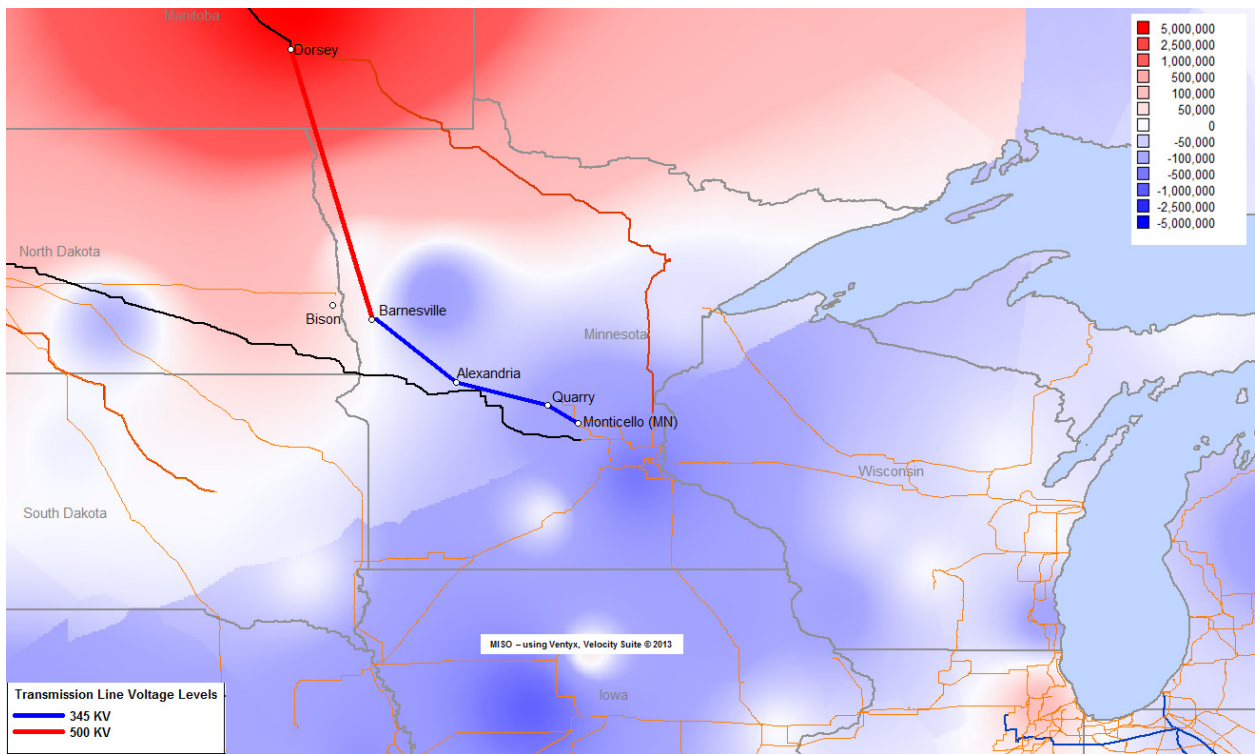 Manitoba
Dorsey
5,000,000
2,500,000
1,000,000
500,000
100,000
50,000
0
-50,000
-100,000
-500,000
-1,000,000
-2,500,000
-5,000,000
North Dakota
Bison
Barnesville
Minnesota
Alexandria
Quarry
Monticello (MN)
Wisconsin
South Dakota
MISO – using Ventyx, Velocity Suite © 2013
Iowa
Transmission Line Voltage Levels
345 KV
500 KV